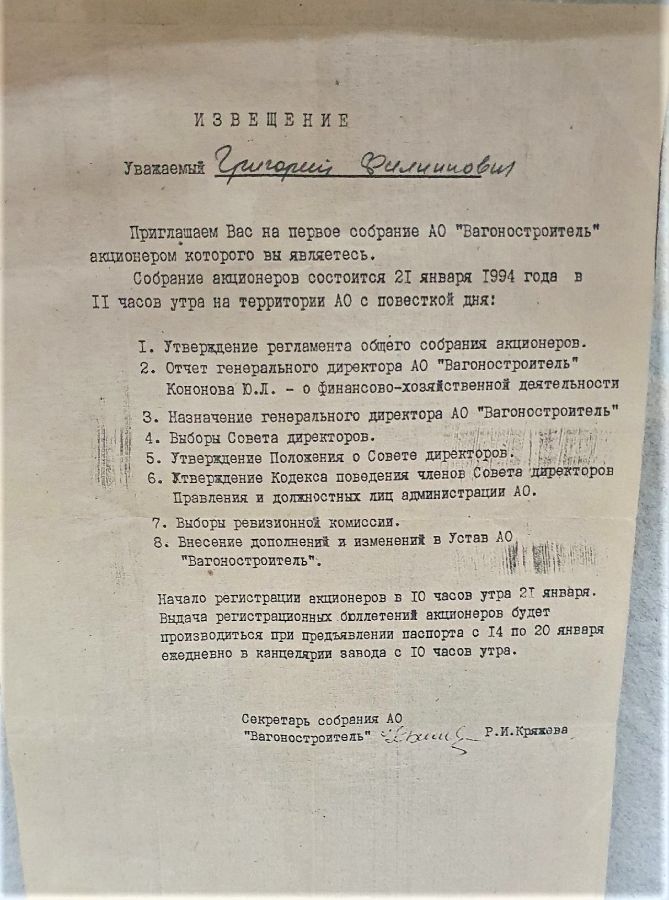 ИЗВЕЩЕНИЕ
Уважаемый Григорий Филиппович
Приглашаем Вас на первое собрание АО "Вагоностроитель"
акционером которого вы являетесь.
Собрание акционеров состоится 21 января 1994 года в
II часов утра на территории АО с повесткой дня:
1. Утверждение регламента общего собрания акционеров.
2. Отчет генерального директора АО "Вагоностроитель"
Кононова Ю.Л. - о финансово-хозяйственной деятельности
3. Назначение генерального директора АО "Вагоностроитель"
4. Выборы Совета директоров.
5. Утверждение Положения о Совете директоров.
6. Утверждение Кодекса поведения членов Совета директоров
Правления и должностных лиц администрации АО.
7. Выборы ревизионной комиссии.
8. Внесение дополнений и изменений в Устав АО
"Вагоностроитель".
Начало регистрации акционеров в 10 часов утра 21 января.
Выдача регистрационных бюллетений акционеров будет
производиться при предъявлении паспорта с 14 по 20 января
ежедневно в канцелярии завода с 10 часов утра.
Секретарь собрания АО
"Вагоностроитель" Р.И.Кряжева